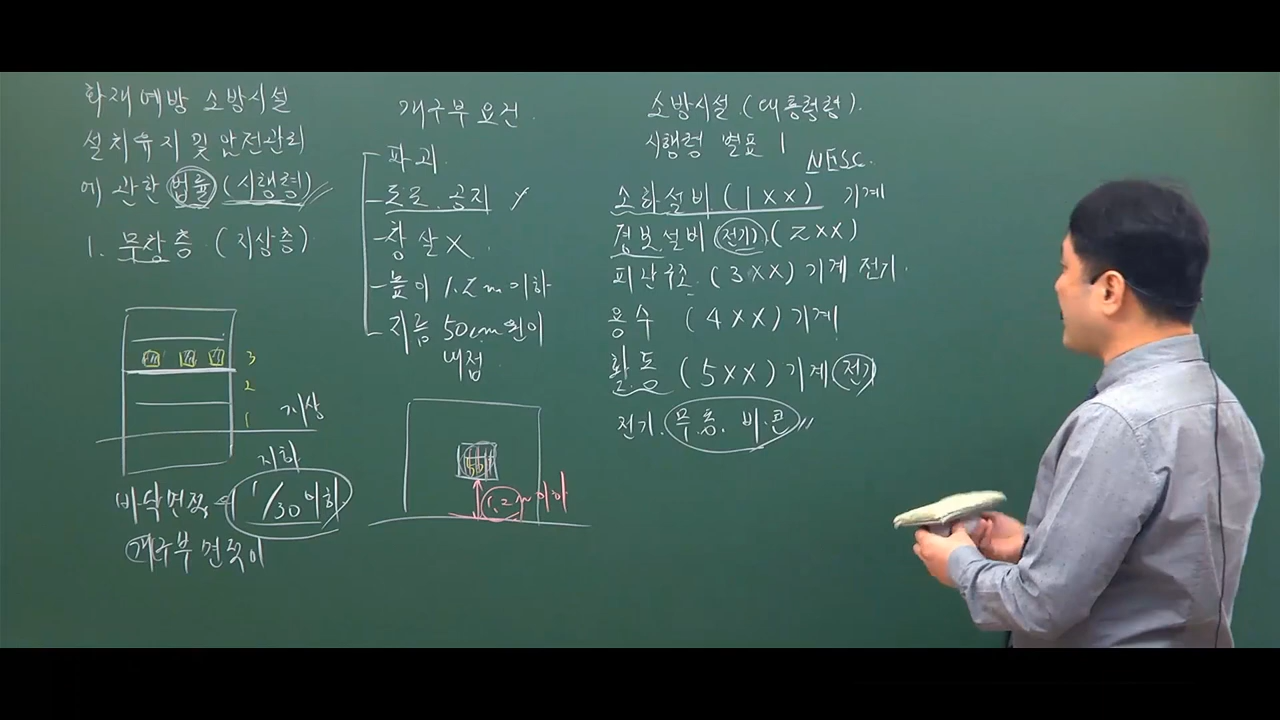 화재예방 소방시설
설치유지 및 안전관리
에 관한 법률 (시행령)
1. 무창층 (지상층)
3
2
1
지상
지하
바닥면적의 1/30 이하
개구부 면적이
개구부 요건.
파괴.
도로. 공지 X
창살 X.
높이 1.2m 이하
지름 50cm 원이
내접.
50
1.2m 이하
소방시설. (대통령령).
시행령 별표 1
NFSC.
소화설비. (1XX) 기계
경보설비 (전기) (2XX)
피난구조. (3XX) 기계 전기.
용수 (4XX) 기계
활동 (5XX) 기계 전기
전기. 무.통. 비.콘